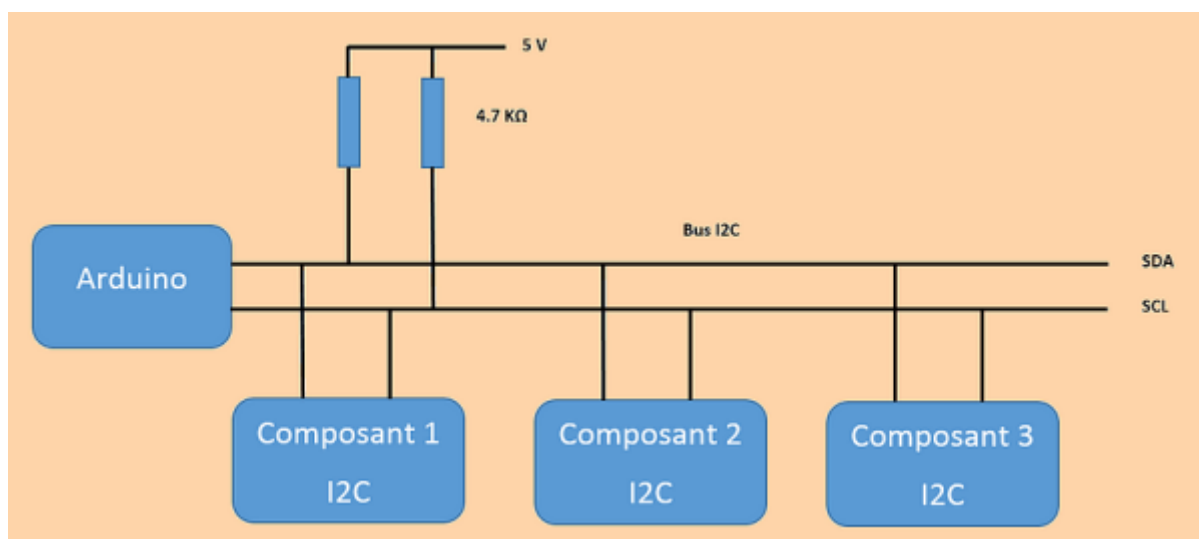 5 V
4.7 KΩ
Bus I2C
Arduino
SDA
SCL
Composant 1
I2C
Composant 2
I2C
Composant 3
I2C